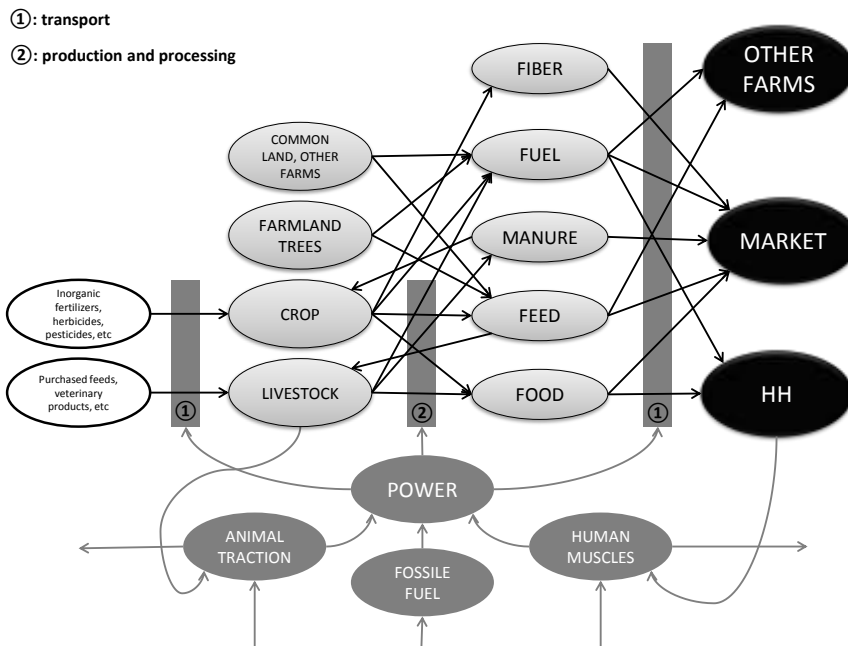 ①: transport
②: production and processing
FIBER
OTHER
FARMS
COMMON
LAND, OTHER
FARMS
FUEL
FARMLAND
TREES
MANURE
MARKET
Inorganic
fertilizers,
herbicides,
pesticides, etc
CROP
FEED
Purchased feeds,
veterinary
products, etc
LIVESTOCK
FOOD
HH
①
②
①
POWER
ANIMAL
TRACTION
HUMAN
MUSCLES
FOSSILE
FUEL